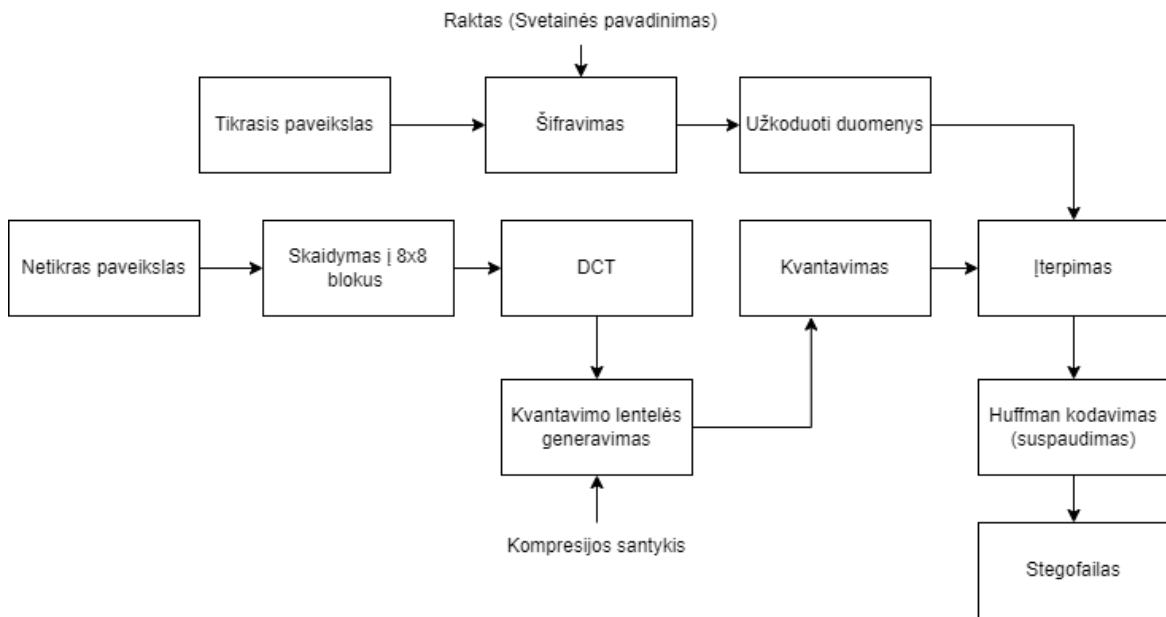 Raktas (Svetainės pavadinimas)
Tikrasis paveikslas
Šifravimas
Užkoduoti duomenys
Netikras paveikslas
Skaidymas į 8x8
blokus
DCT
Kvantavimas
Įterpimas
Kvantavimo lentelės
generavimas
Huffman kodavimas
(suspaudimas)
Kompresijos santykis
Stegofailas